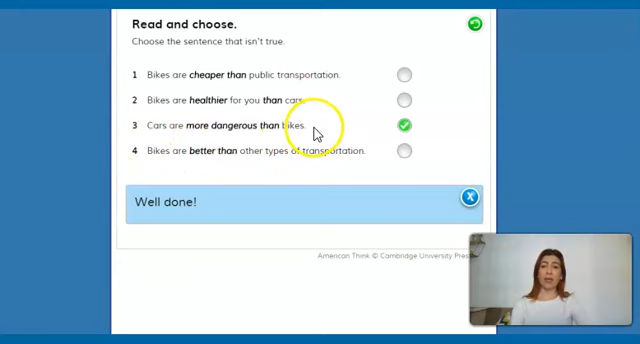 Read and choose.
Choose the sentence that isn't true.
1 Bikes are cheaper than public transportation.
2 Bikes are healthier for you than cars.
3 Cars are more dangerous than bikes.
4 Bikes are better than other types of transportation.
Well done!
X
American Think © Cambridge University Press